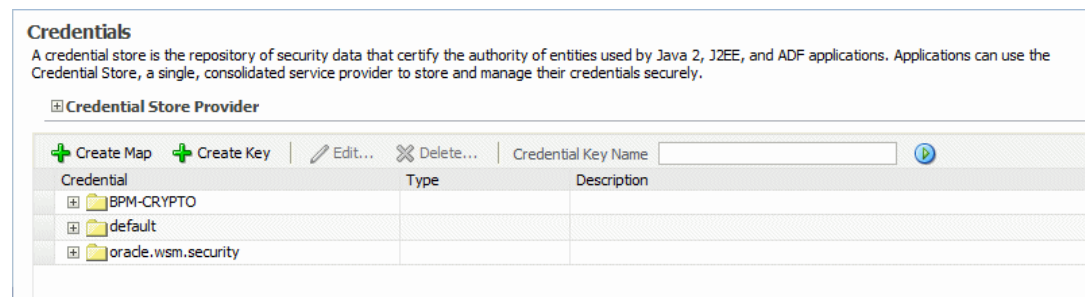 Credentials
A credential store is the repository of security data that certify the authority of entities used by Java 2, J2EE, and ADF applications. Applications can use the
Credential Store, a single, consolidated service provider to store and manage their credentials securely.
Credential Store Provider
Create Map Create Key Edit... Delete... Credential Key Name
Credential Type Description
BPM-CRYPTO
default
oracle.wsm.security